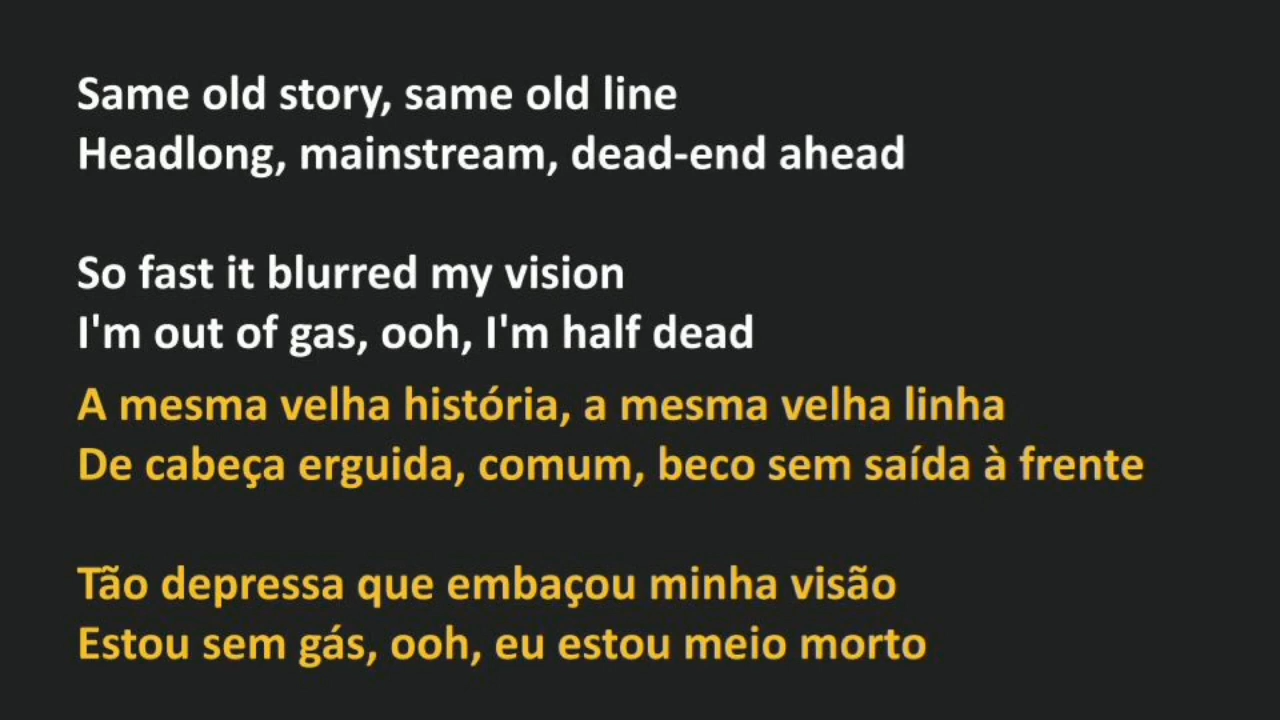 Same old story, same old line
Headlong, mainstream, dead-end ahead
So fast it blurred my vision
I'm out of gas, ooh, I'm half dead
A mesma velha história, a mesma velha linha
De cabeça erguida, comum, beco sem saída à frente
Tão depressa que embaçou minha visão
Estou sem gás, ooh, eu estou meio morto